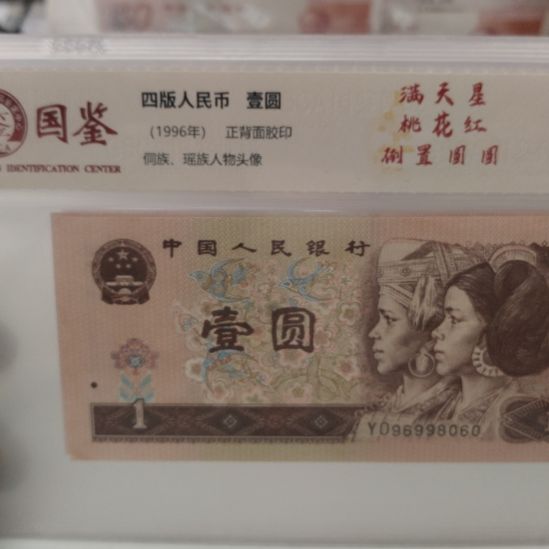 国鉴
IDENTIFICATION CENTER
四版人民币 壹圆
(1996年) 正背面胶印
侗族、瑶族人物头像
满天星
桃花红
倒置圆圆
中国人民银行
壹圆
1
YO96998060